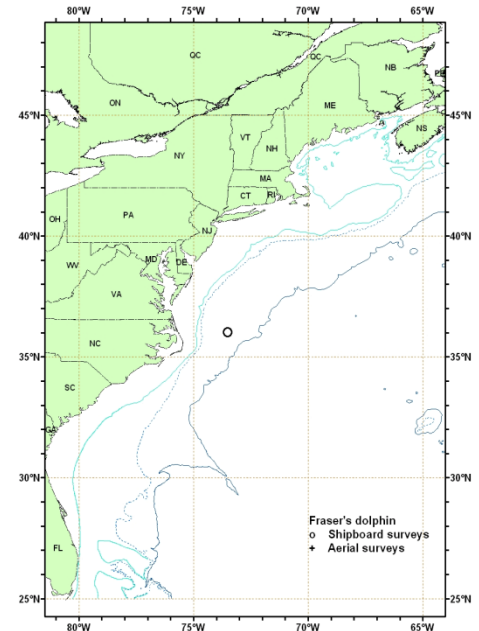 80°W 75°W 70°W 65°W
QC
QC
NB
PE
ON
ME
45°N 45°N
NS
VT
NH
NY
MA
CT RI
OH
PA
NJ
40°N 40°N
MD
DE
WV
VA
NC
35°N 35°N
SC
GA
30°N 30°N
Fraser's dolphin
o Shipboard surveys
+ Aerial surveys
FL
25°N 25°N
80°W 75°W 70°W 65°W